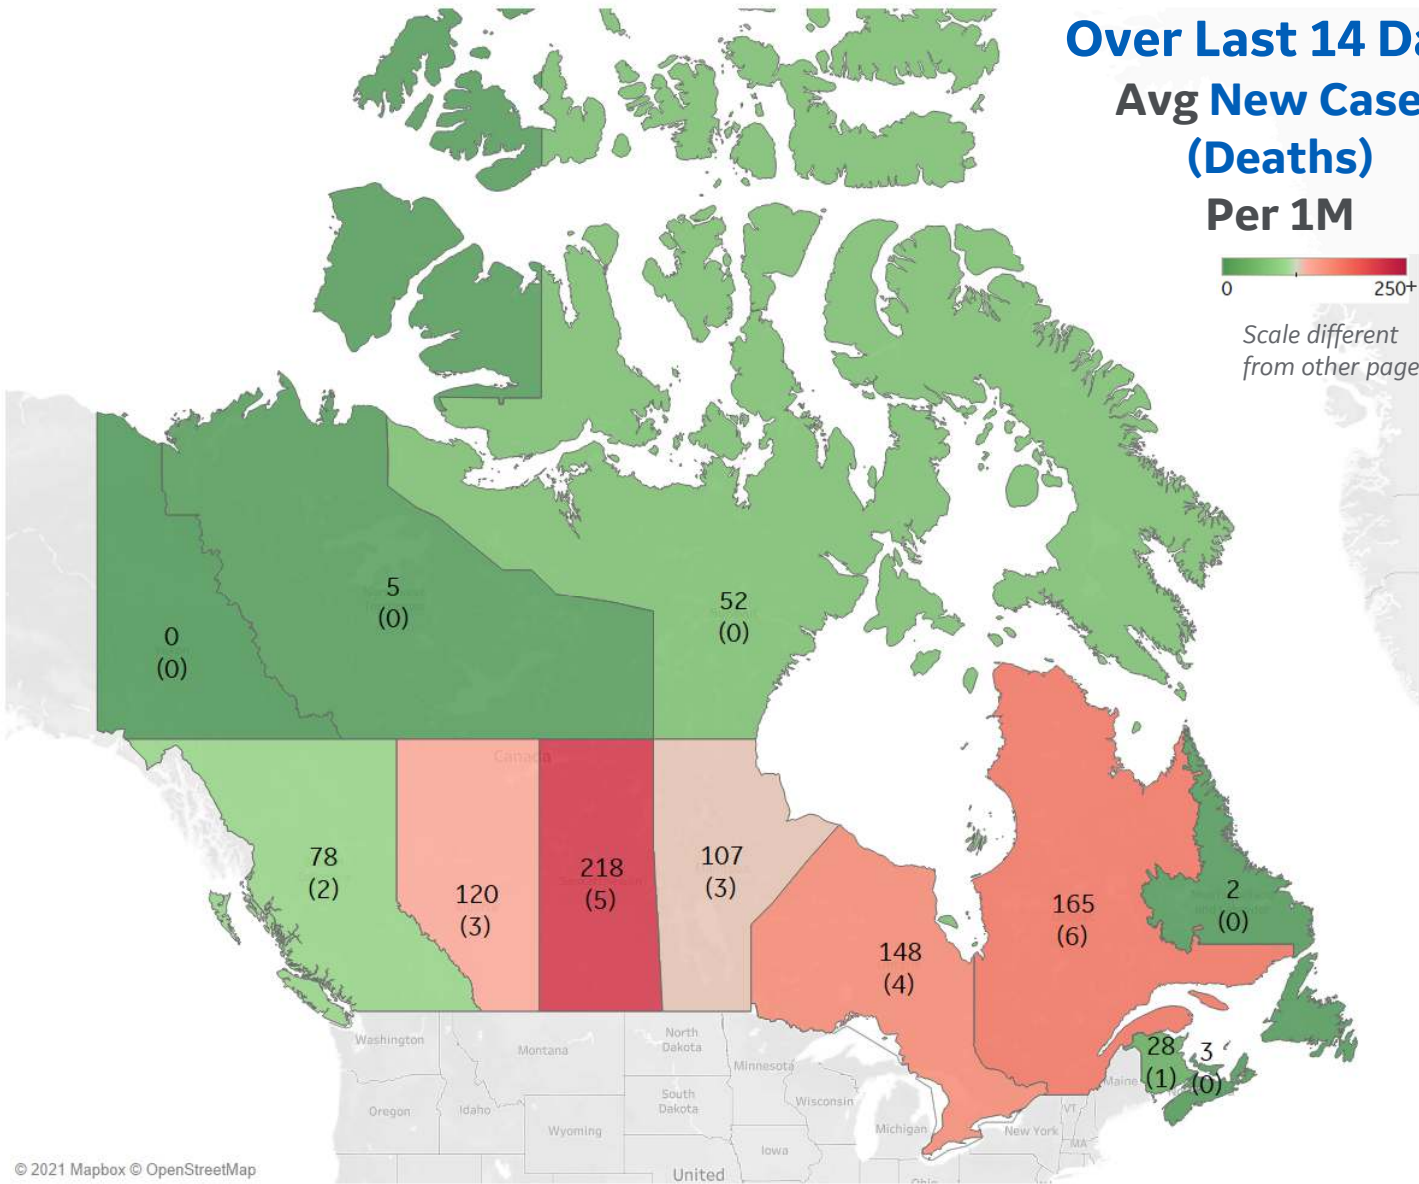 Over Last 14 Da
Avg New Case
(Deaths)
Per 1M
0
250+
Scale different
from other page
5
(0)
52
(0)
0
(0)
Canada
78
(2)
120
(3)
218
(5)
107
(3)
148
(4)
165
(6)
2
(0)
28
(1)
3
(0)
Washington
Montana
North
Dakota
Minnesota
Maine
Oregon
Idaho
South
Dakota
Wisconsin
VT
Wyoming
Michigan
New York
MA
Iowa
© 2021 Mapbox © OpenStreetMap
United
Ohio